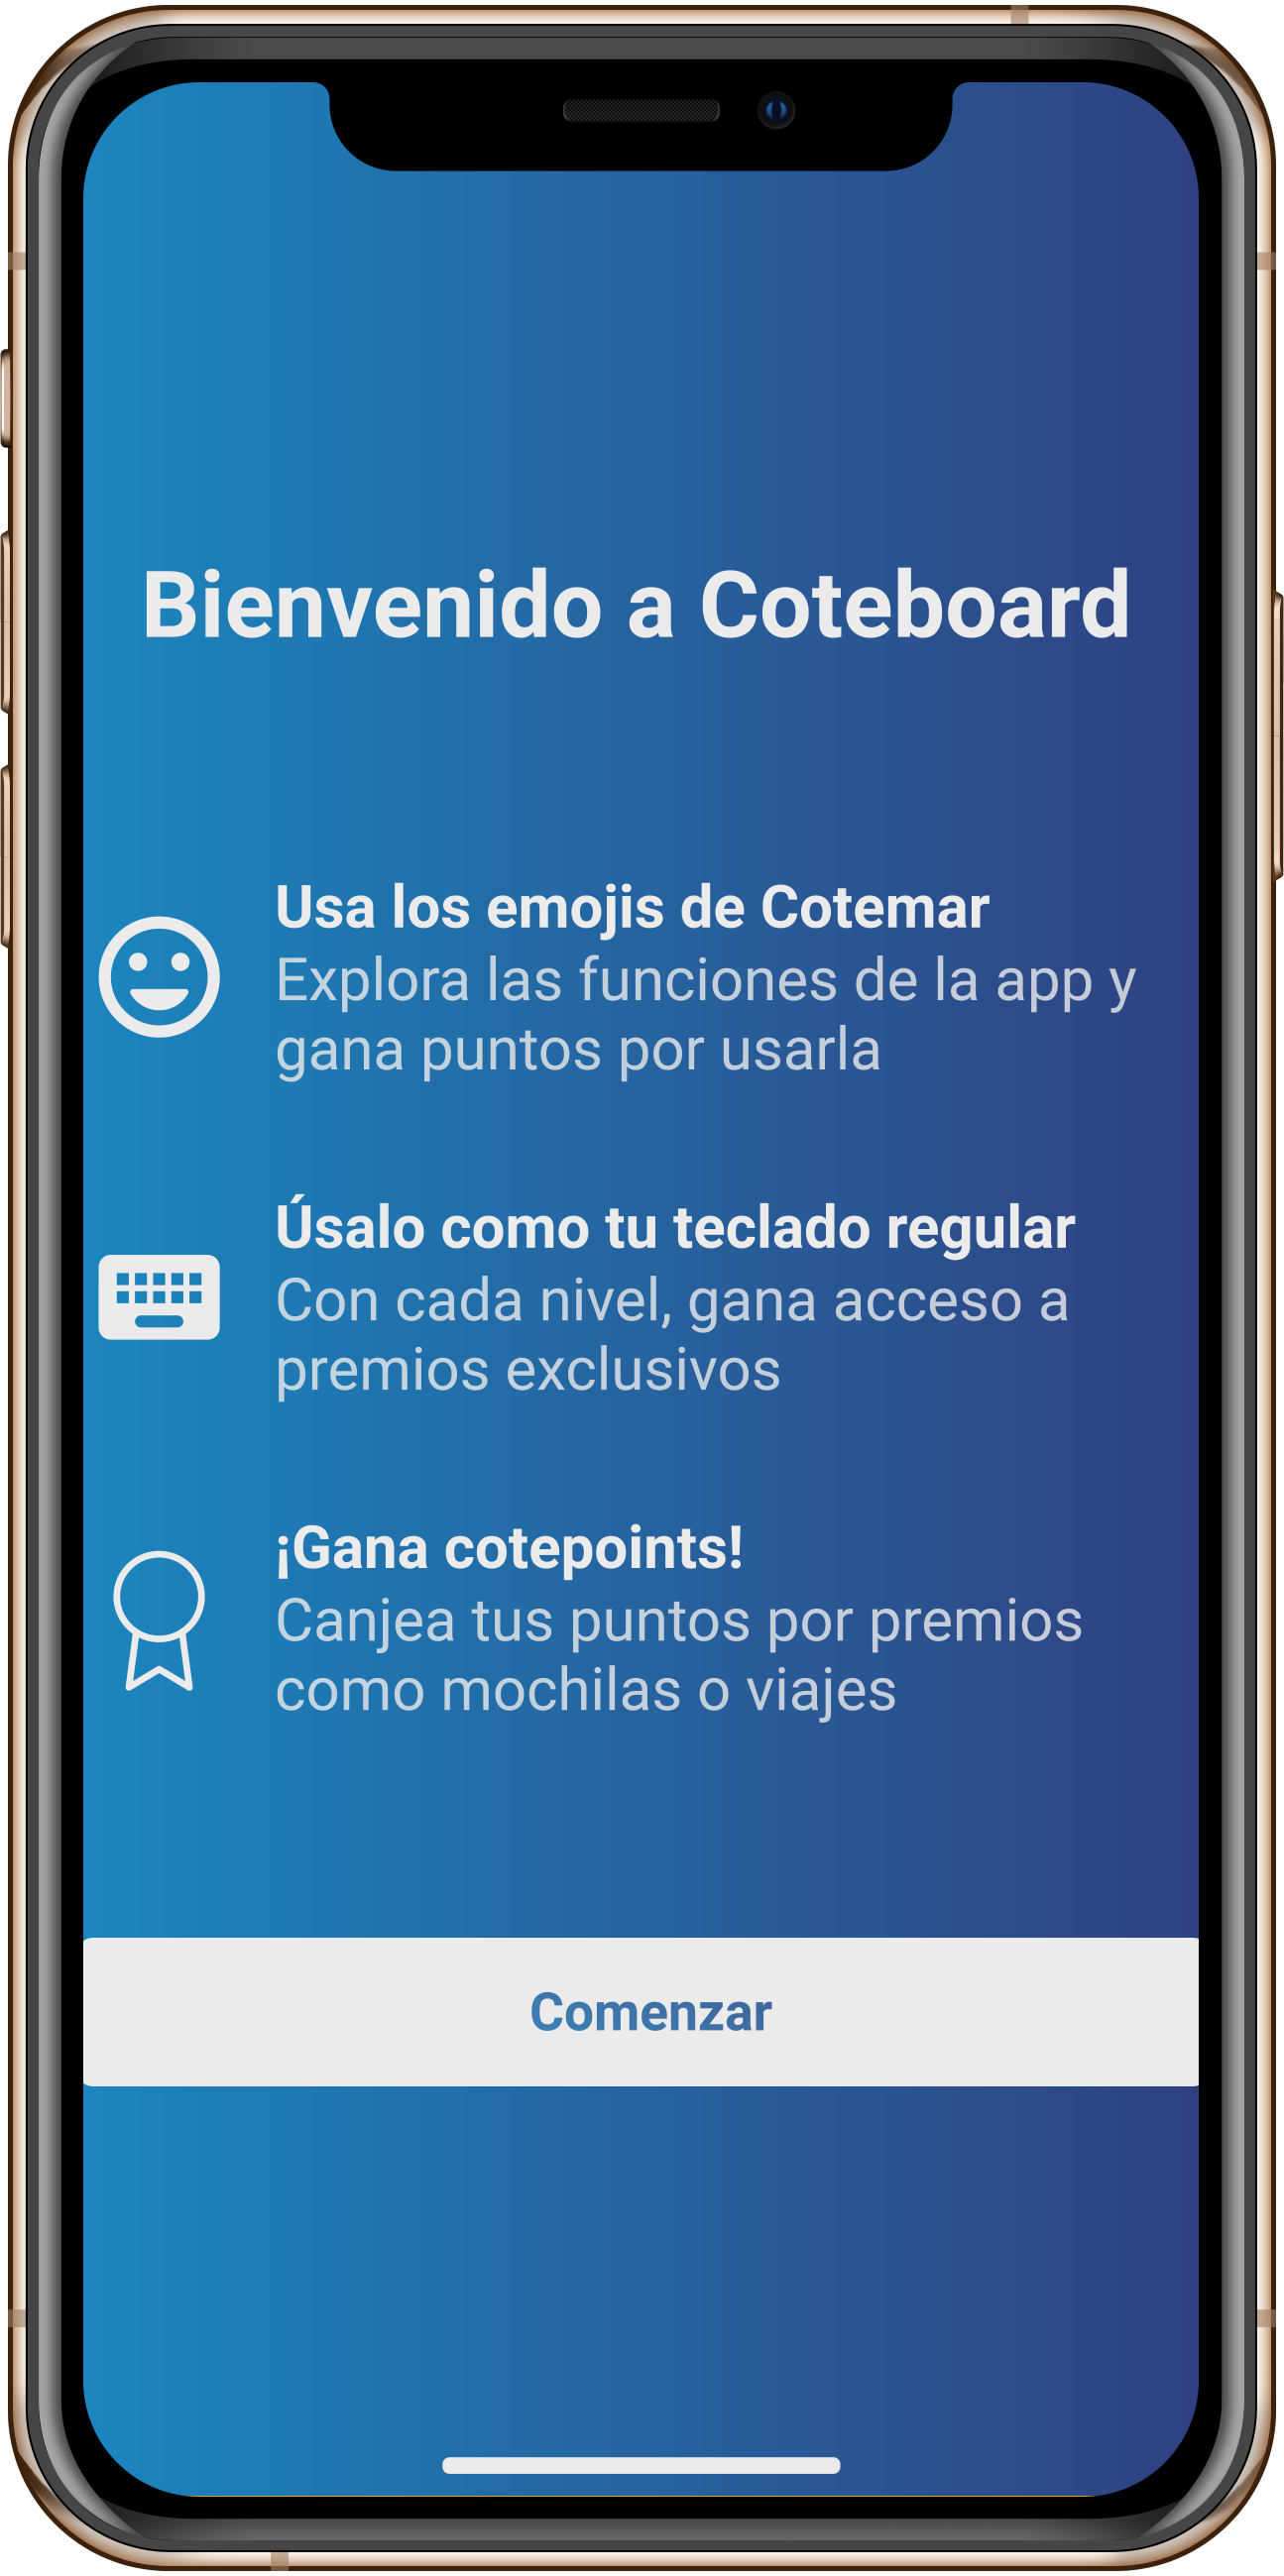 Bienvenido a Coteboard
Usa los emojis de Cotemar
Explora las funciones de la app y
gana puntos por usarla
Úsalo como tu teclado regular
Con cada nivel, gana acceso a
premios exclusivos
¡Gana cotepoints!
Canjea tus puntos por premios
como mochilas o viajes
Comenzar